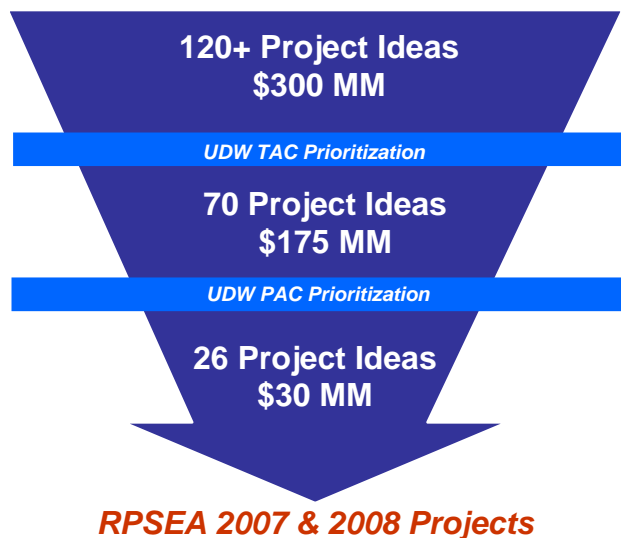 120+ Project Ideas
$300 MM
UDW TAC Prioritization
70 Project Ideas
$175 MM
UDW PAC Prioritization
26 Project Ideas
$30 MM
RPSEA 2007 & 2008 Projects